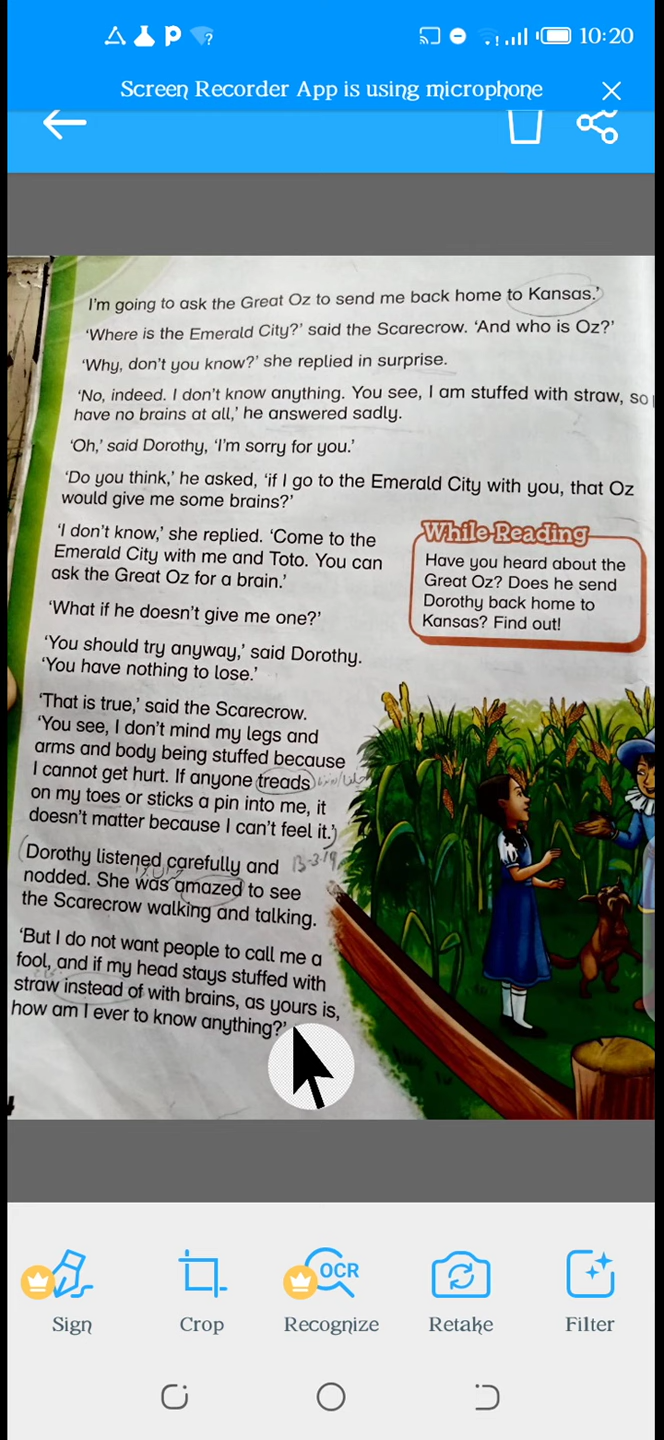 10:20
Screen Recorder App is using microphone
I'm going to ask the Great Oz to send me back home to Kansas.'
'Where is the Emerald City?' said the Scarecrow. 'And who is Oz?'
'Why, don't you know?' she replied in surprise.
'No, indeed. I don't know anything. You see, I am stuffed with straw, so
have no brains at all,' he answered sadly.
'Oh,' said Dorothy, 'I'm sorry for you.'
'Do you think,' he asked, 'if I go to the Emerald City with you, that Oz
would give me some brains?'
'I don't know,' she replied. 'Come to the
Emerald City with me and Toto. You can
ask the Great Oz for a brain.'
'What if he doesn't give me one?'
'You should try anyway,' said Dorothy.
'You have nothing to lose.'
'That is true,' said the Scarecrow.
'You see, I don't mind my legs and
arms and body being stuffed because
I cannot get hurt. If anyone treads
on my toes or sticks a pin into me, it
doesn't matter because I can't feel it.'
Dorothy listened carefully and
nodded. She was amazed to see
the Scarecrow walking and talking.
'But I do not want people to call me a
fool, and if my head stays stuffed with
straw instead of with brains, as yours is,
how am I ever to know anything?'
While Reading
Have you heard about the
Great Oz? Does he send
Dorothy back home to
Kansas? Find out!
13-3-19
Sign
Crop
OCR
Recognize
Retake
Filter